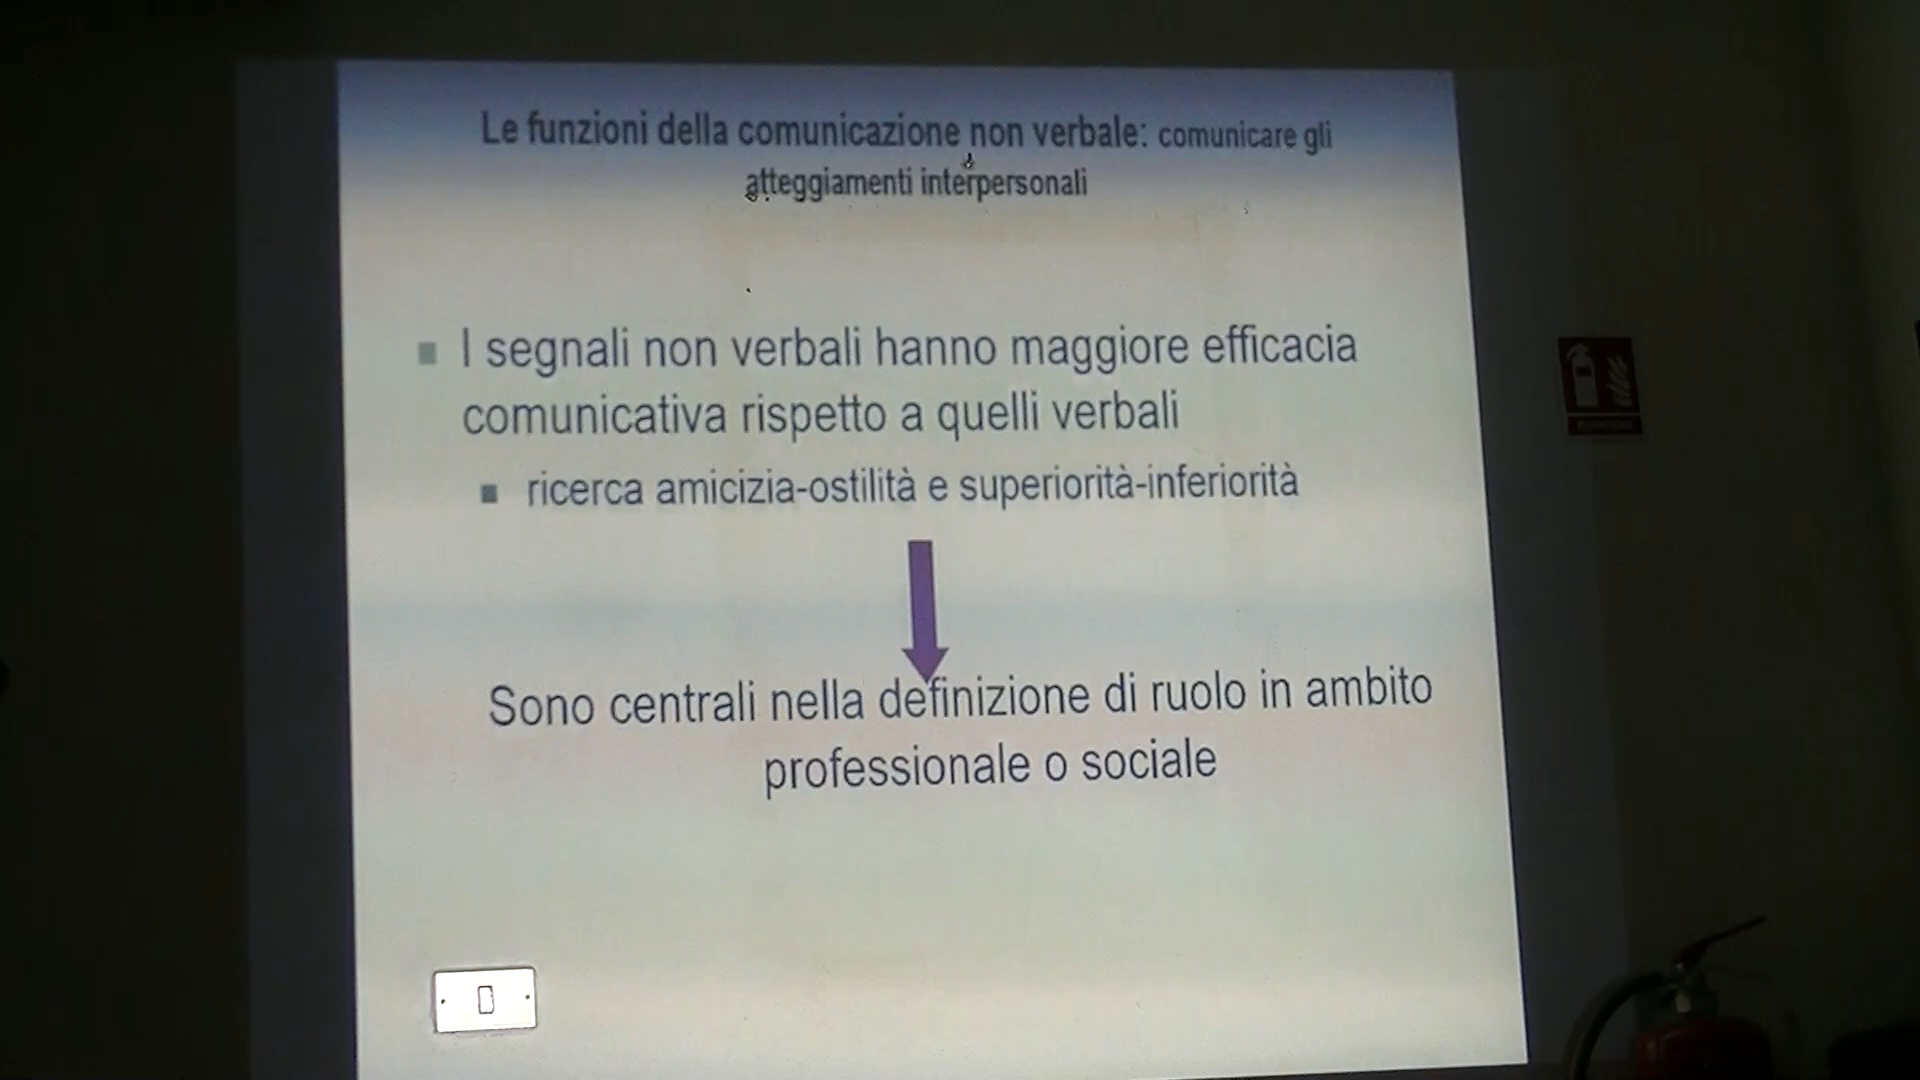 Le funzioni della comunicazione non verbale: comunicare gli
atteggiamenti interpersonali
I segnali non verbali hanno maggiore efficacia
comunicativa rispetto a quelli verbali
ricerca amicizia-ostilità e superiorità-inferiorità
Sono centrali nella definizione di ruolo in ambito
professionale o sociale